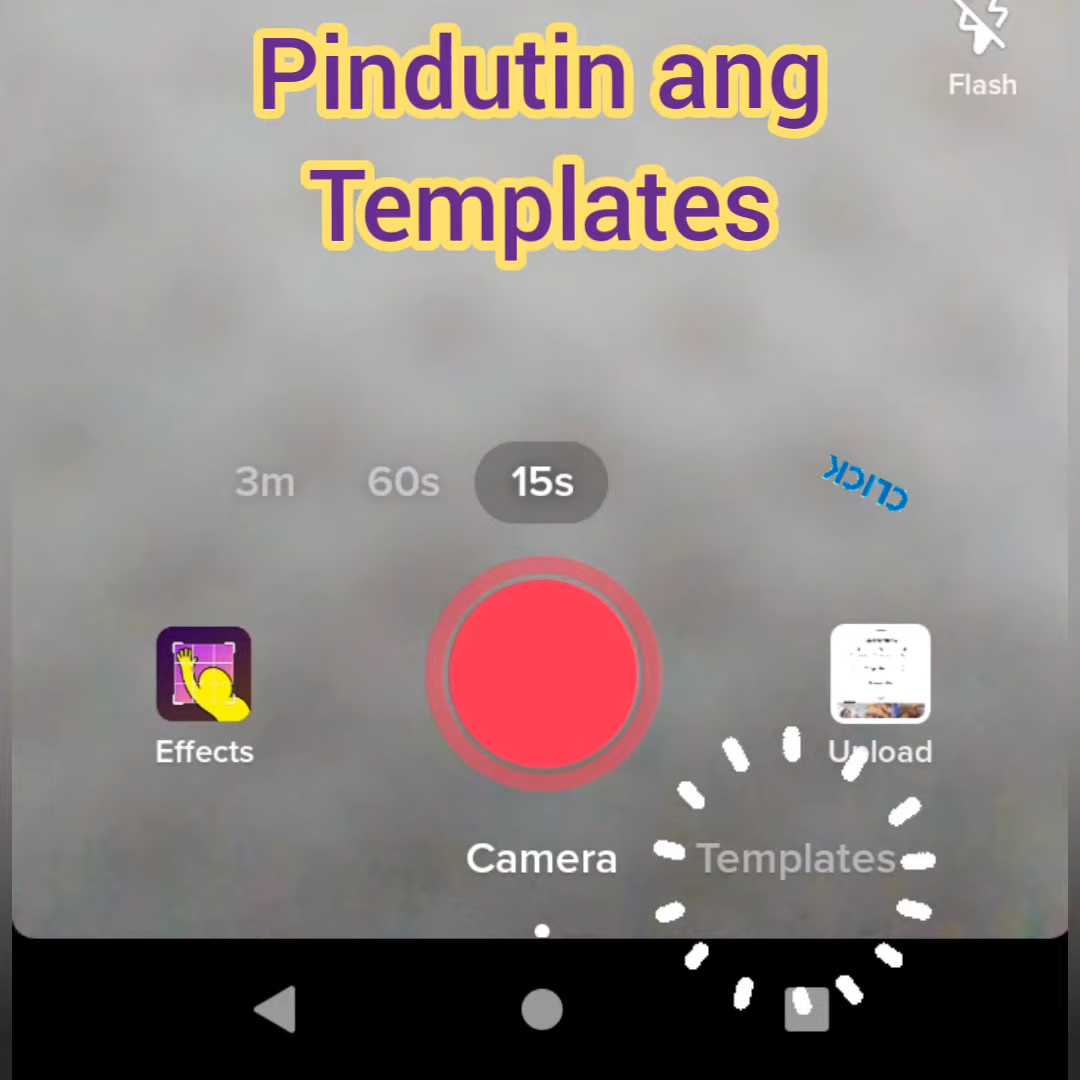 Pindutin ang
Templates
Flash
3m 60s 15s
CLICK
Effects
Upload
Camera Templates